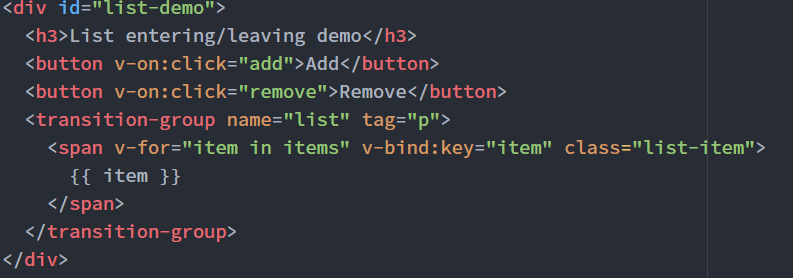 <div id="list-demo">
  <h3>List entering/leaving demo</h3>
  <button v-on:click="add">Add</button>
  <button v-on:click="remove">Remove</button>
  <transition-group name="list" tag="p">
    <span v-for="item in items" v-bind:key="item" class="list-item">
      {{ item }}
    </span>
  </transition-group>
</div>